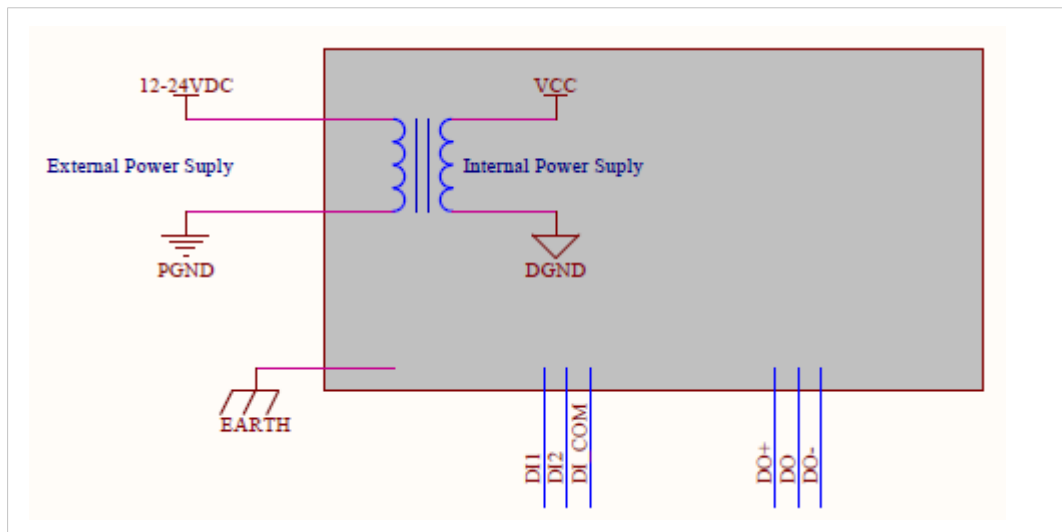 12-24VDC
VCC
External Power Suply
Internal Power Suply
PGND
DGND
EARTH
DI1
DI2
DI_COM
DO+
DO
DO-